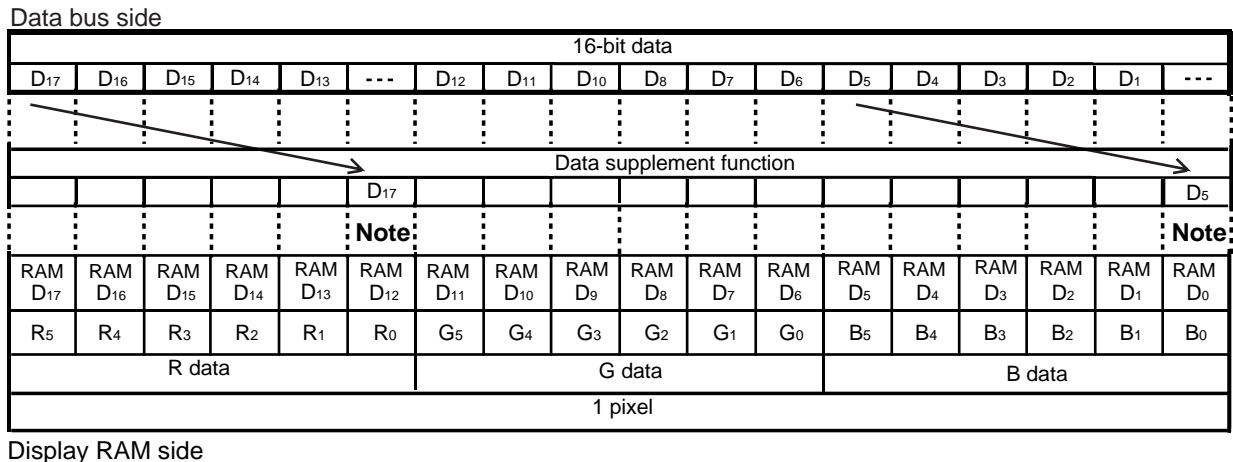 Data bus side
16-bit data
D17 D16 D15 D14 D13 --- D12 D11 D10 D8 D7 D6 D5 D4 D3 D2 D1 ---
Data supplement function
D17 D5
Note Note
RAM RAM RAM RAM RAM RAM RAM RAM RAM RAM RAM RAM RAM RAM RAM RAM RAM RAM
D17 D16 D15 D14 D13 D12 D11 D10 D9 D8 D7 D6 D5 D4 D3 D2 D1 D0
R5 R4 R3 R2 R1 R0 G5 G4 G3 G2 G1 G0 B5 B4 B3 B2 B1 B0
R data G data B data
1 pixel
Display RAM side